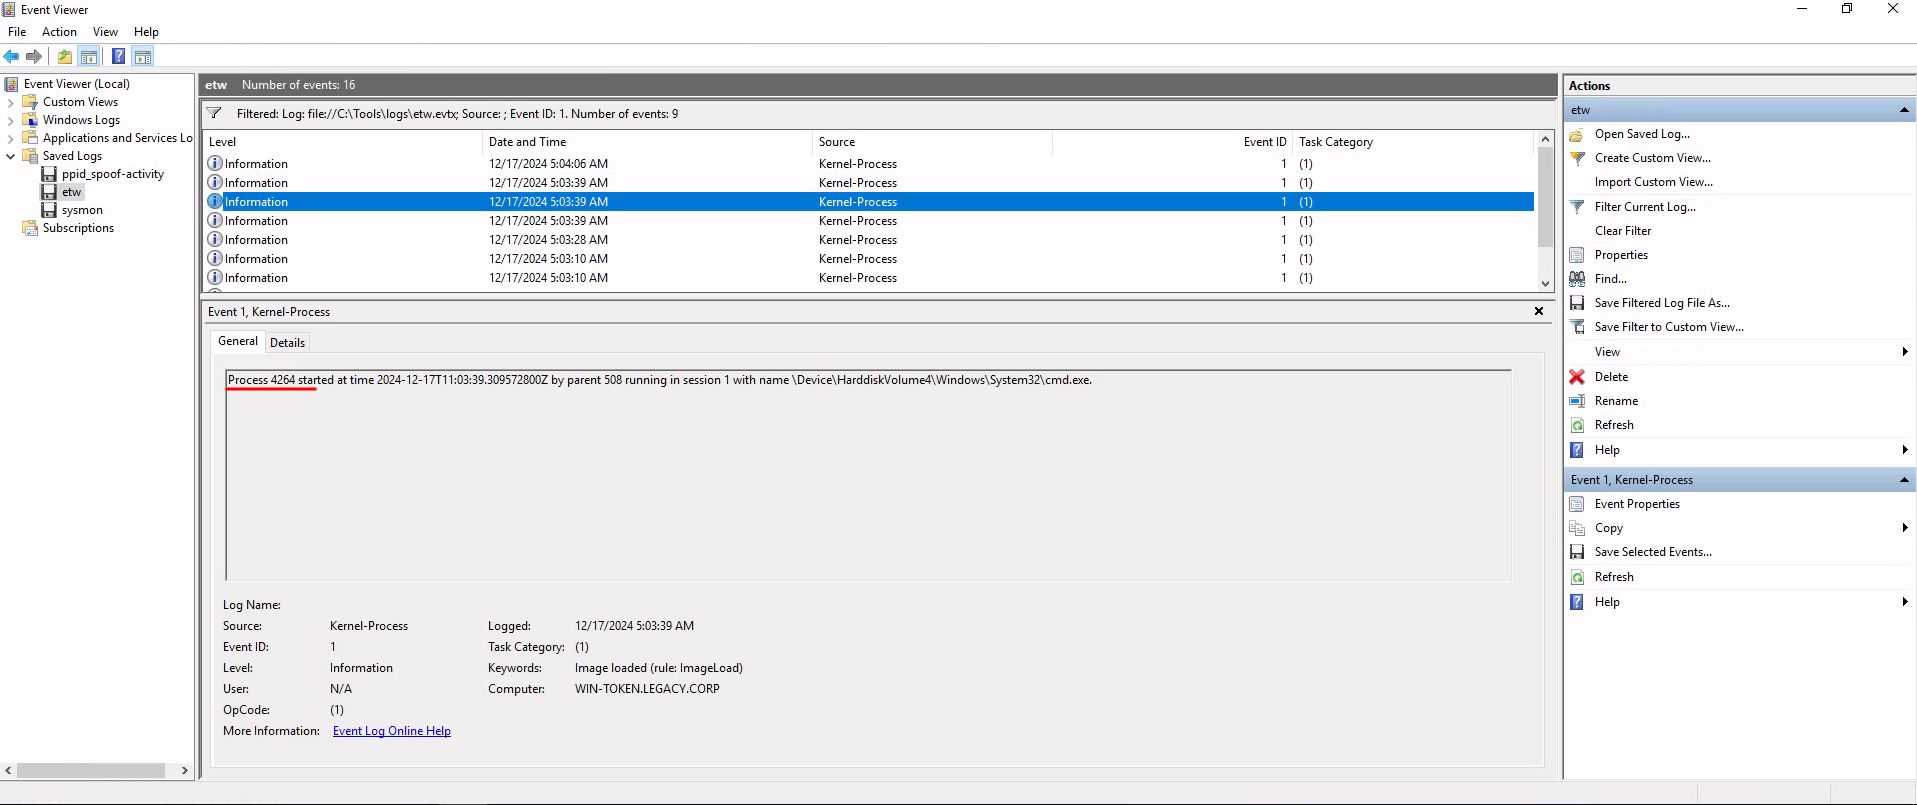 Event Viewer
File Action View Help
Event Viewer (Local)
Custom Views
Windows Logs
Applications and Services Lo
Saved Logs
ppid_spoof-activity
etw
sysmon
Subscriptions
etw Number of events: 16
Filtered: Log: file://C:\Tools\logs\etw.evtx; Source: ; Event ID: 1. Number of events: 9
Level Date and Time Source Event ID Task Category
Information 12/17/2024 5:04:06 AM Kernel-Process 1 (1)
Information 12/17/2024 5:03:39 AM Kernel-Process 1 (1)
Information 12/17/2024 5:03:39 AM Kernel-Process 1 (1)
Information 12/17/2024 5:03:39 AM Kernel-Process 1 (1)
Information 12/17/2024 5:03:28 AM Kernel-Process 1 (1)
Information 12/17/2024 5:03:10 AM Kernel-Process 1 (1)
Information 12/17/2024 5:03:10 AM Kernel-Process 1 (1)
Event 1, Kernel-Process
General Details
Process 4264 started at time 2024-12-17T11:03:39.309572800Z by parent 508 running in session 1 with name \Device\HarddiskVolume4\Windows\System32\cmd.exe.
Log Name:
Source: Kernel-Process Logged: 12/17/2024 5:03:39 AM
Event ID: 1 Task Category: (1)
Level: Information Keywords: Image loaded (rule: ImageLoad)
User: N/A Computer: WIN-TOKEN.LEGACY.CORP
OpCode: (1)
More Information: Event Log Online Help
Actions
etw
Open Saved Log...
Create Custom View...
Import Custom View...
Filter Current Log...
Clear Filter
Properties
Find...
Save Filtered Log File As...
Save Filter to Custom View...
View
Delete
Rename
Refresh
Help
Event 1, Kernel-Process
Event Properties
Copy
Save Selected Events...
Refresh
Help